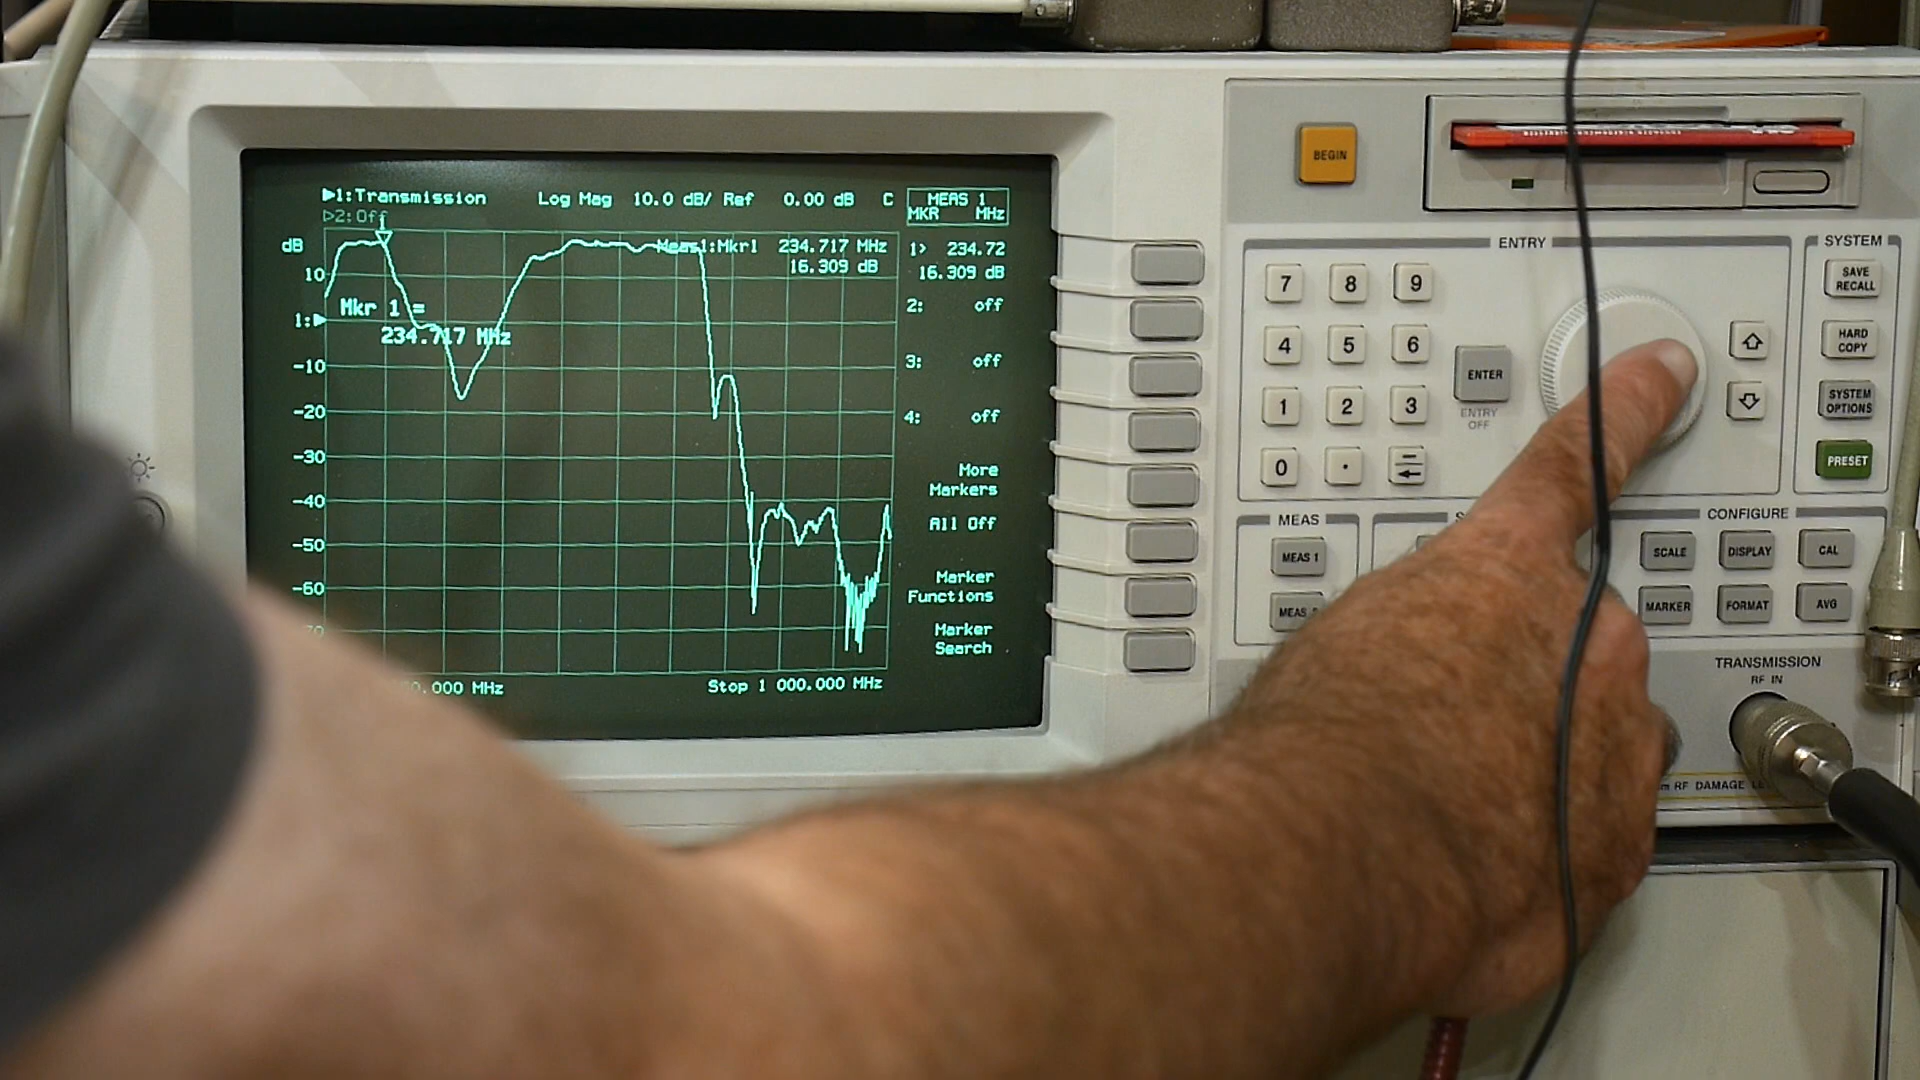 ▶1:Transmission Log Mag 10.0 dB/ Ref 0.00 dB C
▷2:Off
MEAS 1
MKR MHz
dB
Meas1:Mkr1 234.717 MHz
16.309 dB
1> 234.72
16.309 dB
10
Mkr 1 =
234.717 MHz
1:▶
2: off
-10
3: off
-20
4: off
-30
More
Markers
-40
All Off
-50
Marker
Functions
-60
Marker
Search
.000 MHz
Stop 1 000.000 MHz
BEGIN
ENTRY
7 8 9
4 5 6
1 2 3
0 .
ENTER
ENTRY
OFF
SYSTEM
SAVE
RECALL
HARD
COPY
SYSTEM
OPTIONS
PRESET
MEAS
MEAS 1
MEAS
CONFIGURE
SCALE DISPLAY CAL
MARKER FORMAT AVG
TRANSMISSION
RF IN
RF DAMAGE